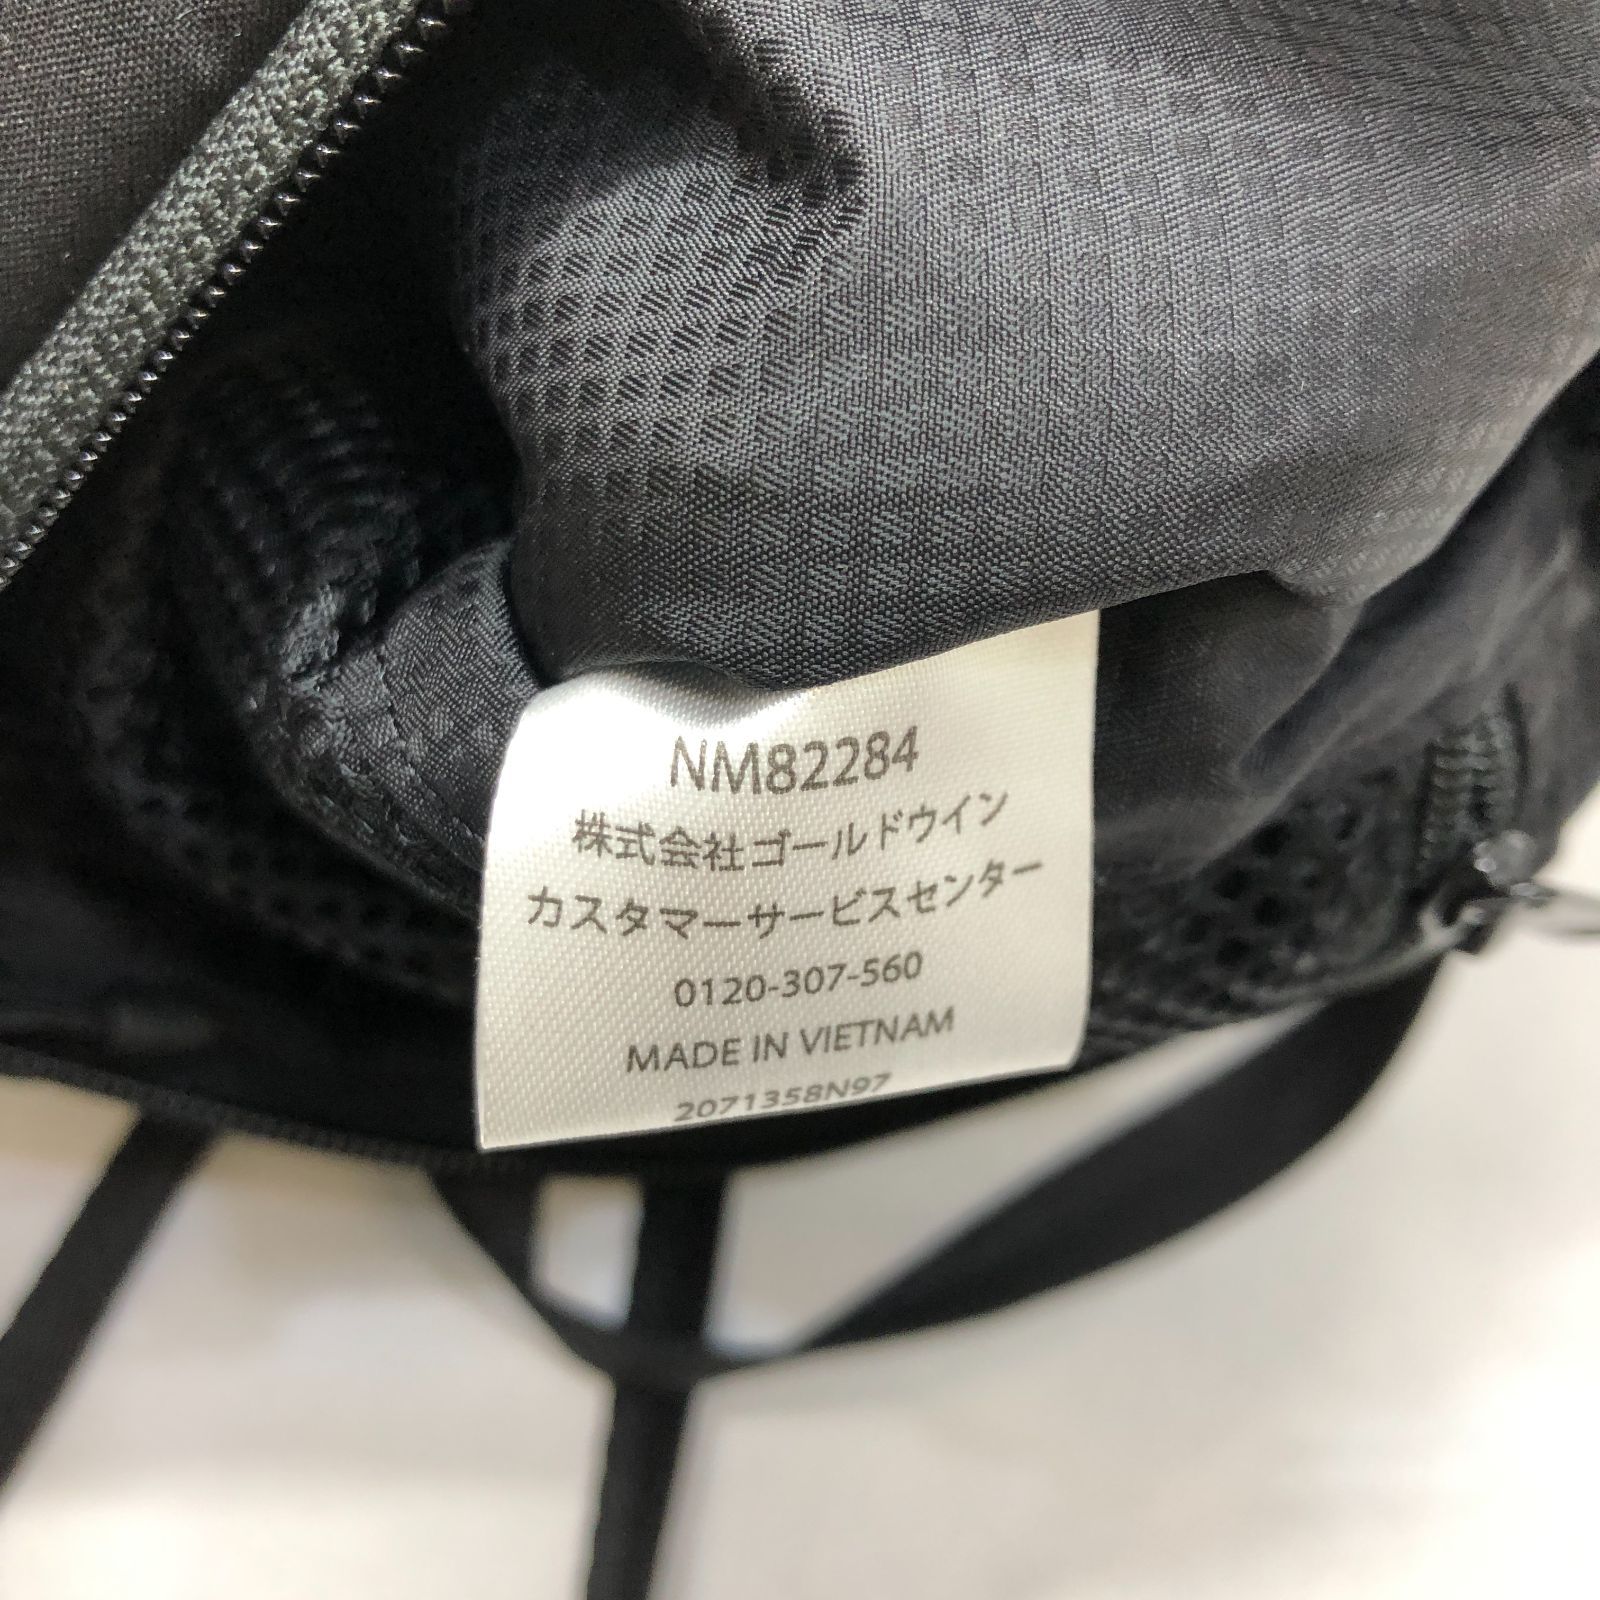 NM82284
株式会社ゴールドウイン
カスタマーサービスセンター
0120-307-560
MADE IN VIETNAM
2071358N97